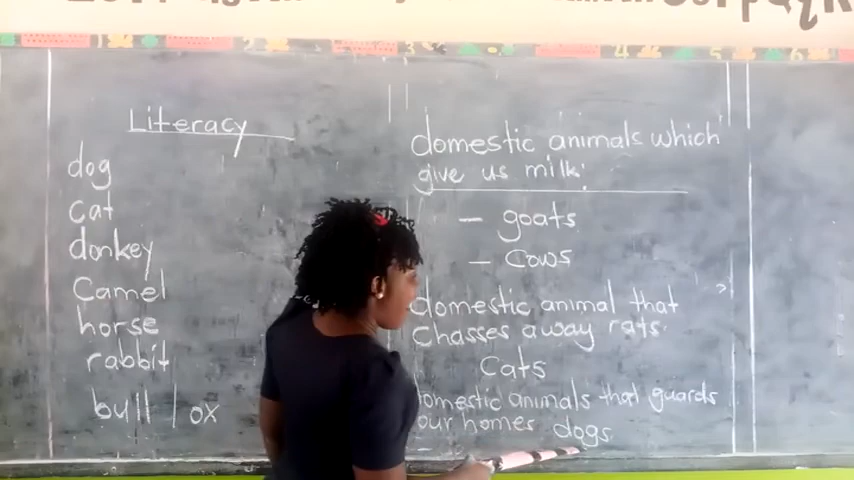 Literacy
dog
cat
donkey
Camel
horse
rabbit
bull / ox
domestic animals which
give us milk:
- goats
- cows
domestic animal that
Chasses away rats.
Cats
domestic animals that guards
our homes dogs